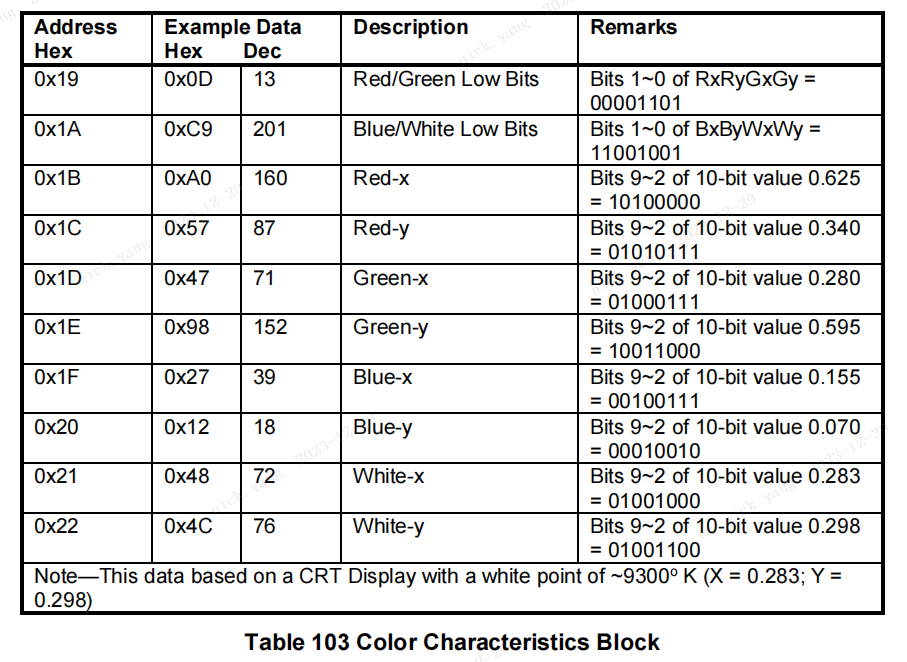 Address Hex Example Data Hex Dec Description Remarks
0x19 0x0D 13 Red/Green Low Bits Bits 1~0 of RxRyGxGy =
00001101
0x1A 0xC9 201 Blue/White Low Bits Bits 1~0 of BxByWxWy =
11001001
0x1B 0xA0 160 Red-x Bits 9~2 of 10-bit value 0.625
= 10100000
0x1C 0x57 87 Red-y Bits 9~2 of 10-bit value 0.340
= 01010111
0x1D 0x47 71 Green-x Bits 9~2 of 10-bit value 0.280
= 01000111
0x1E 0x98 152 Green-y Bits 9~2 of 10-bit value 0.595
= 10011000
0x1F 0x27 39 Blue-x Bits 9~2 of 10-bit value 0.155
= 00100111
0x20 0x12 18 Blue-y Bits 9~2 of 10-bit value 0.070
= 00010010
0x21 0x48 72 White-x Bits 9~2 of 10-bit value 0.283
= 01001000
0x22 0x4C 76 White-y Bits 9~2 of 10-bit value 0.298
= 01001100
Note—This data based on a CRT Display with a white point of ~9300º K (X = 0.283; Y =
0.298)
Table 103 Color Characteristics Block